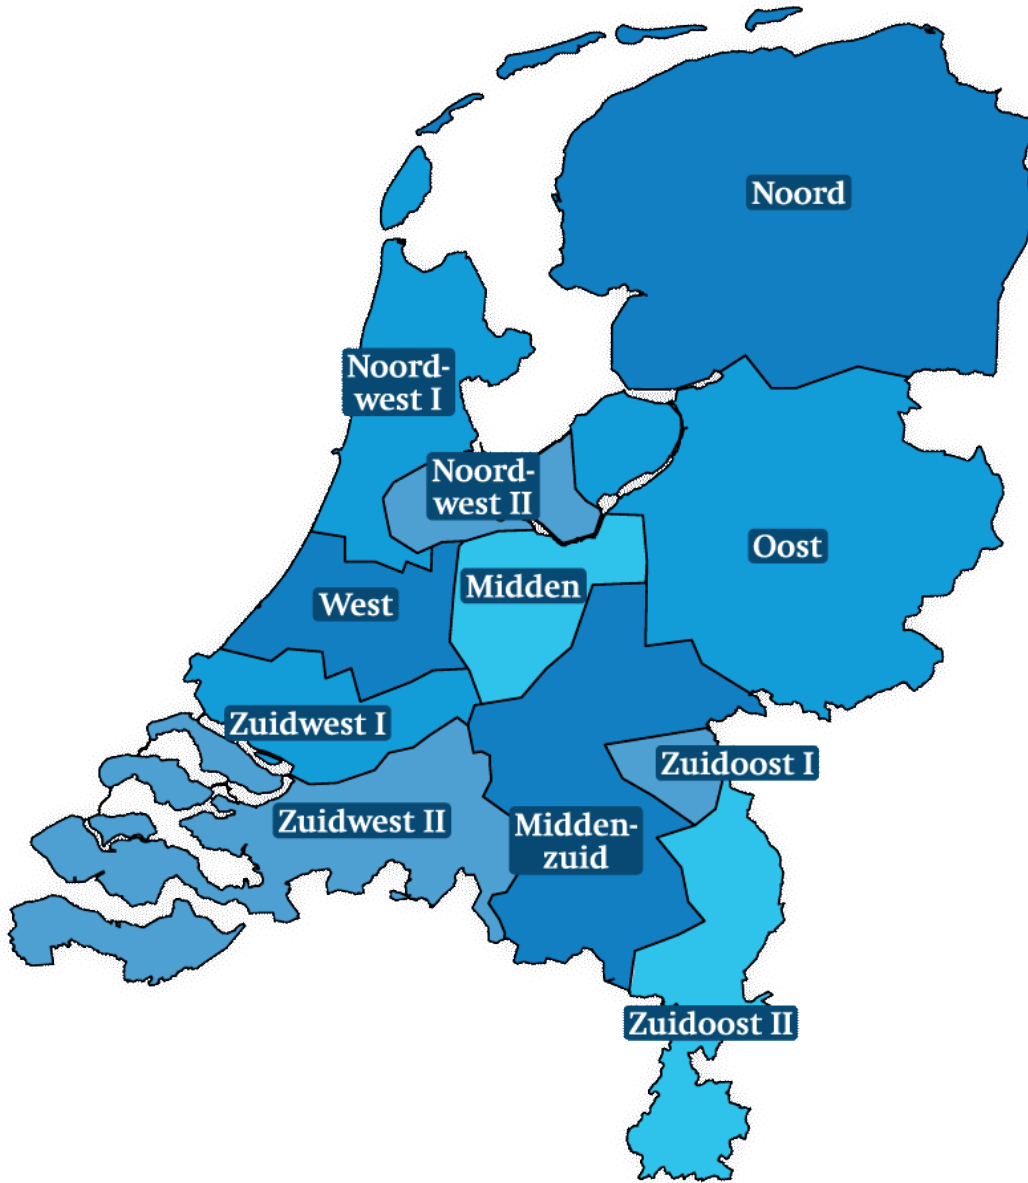 Noord
Noord-
west I
Noord-
west II
Oost
Midden
West
Zuidwest I
Zuidoost I
Zuidwest II
Midden-
zuid
Zuidoost II